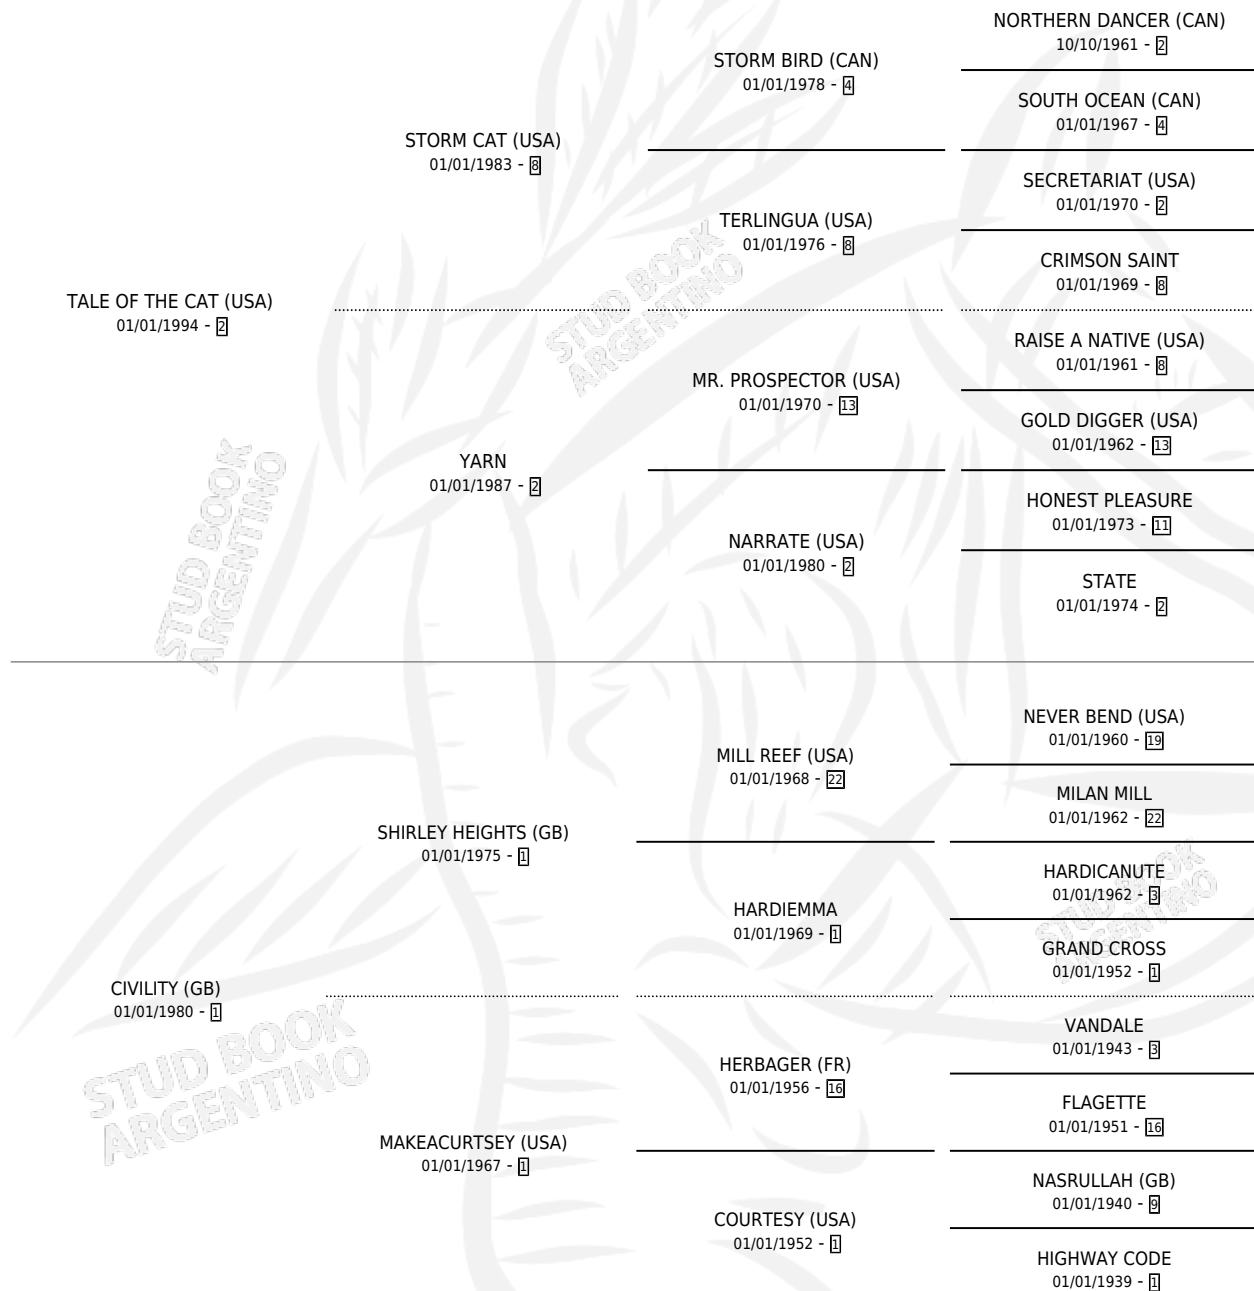 NORTHERN DANCER (CAN)
10/10/1961 - 2
STORM BIRD (CAN)
01/01/1978 - 4
SOUTH OCEAN (CAN)
01/01/1967 - 4
STORM CAT (USA)
01/01/1983 - 8
SECRETARIAT (USA)
01/01/1970 - 2
TERLINGUA (USA)
01/01/1976 - 8
CRIMSON SAINT
01/01/1969 - 8
TALE OF THE CAT (USA)
01/01/1994 - 2
STUD BOOK
ARGENTINO
RAISE A NATIVE (USA)
01/01/1961 - 8
MR. PROSPECTOR (USA)
01/01/1970 - 13
GOLD DIGGER (USA)
01/01/1962 - 13
YARN
01/01/1987 - 2
HONEST PLEASURE
01/01/1973 - 11
NARRATE (USA)
01/01/1980 - 2
STATE
01/01/1974 - 2
STUD BOOK
ARGENTINO
NEVER BEND (USA)
01/01/1960 - 19
MILL REEF (USA)
01/01/1968 - 22
MILAN MILL
01/01/1962 - 22
SHIRLEY HEIGHTS (GB)
01/01/1975 - 1
HARDICANUTE
01/01/1962 - 3
STUD BOOK
ARGENTINO
HARDIEMMA
01/01/1969 - 1
GRAND CROSS
01/01/1952 - 1
CIVILITY (GB)
01/01/1980 - 1
STUD BOOK
ARGENTINO
VANDALE
01/01/1943 - 3
HERBAGER (FR)
01/01/1956 - 16
FLAGETTE
01/01/1951 - 16
MAKEACURTSEY (USA)
01/01/1967 - 1
NASRULLAH (GB)
01/01/1940 - 9
COURTESY (USA)
01/01/1952 - 1
HIGHWAY CODE
01/01/1939 - 1